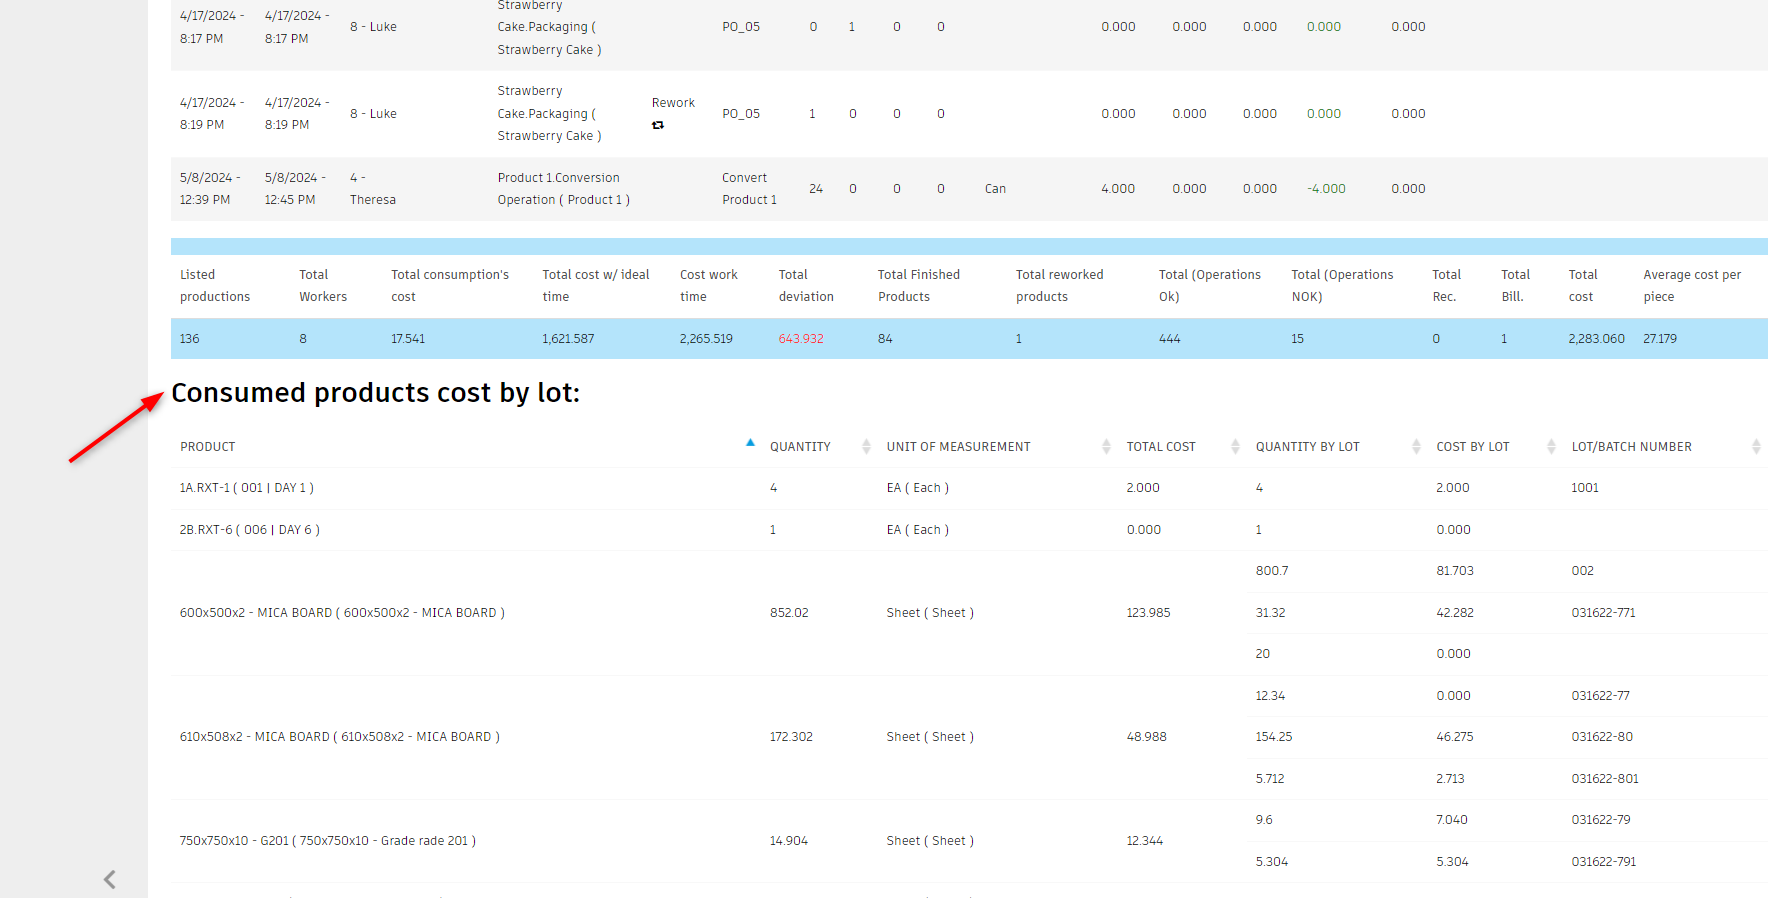 4/17/2024 - 8:17 PM 4/17/2024 - 8:17 PM 8 - Luke Strawberry Cake.Packaging ( Strawberry Cake ) PO_05 0 1 0 0 0.000 0.000 0.000 0.000 0.000
4/17/2024 - 8:19 PM 4/17/2024 - 8:19 PM 8 - Luke Strawberry Cake.Packaging ( Strawberry Cake ) Rework PO_05 1 0 0 0 0.000 0.000 0.000 0.000 0.000
5/8/2024 - 12:39 PM 5/8/2024 - 12:45 PM 4 - Theresa Product 1.Conversion Operation ( Product 1 ) Convert Product 1 24 0 0 0 Can 4.000 0.000 0.000 -4.000 0.000
Listed productions Total Workers Total consumption's cost Total cost w/ ideal time Cost work time Total deviation Total Finished Products Total reworked products Total (Operations Ok) Total (Operations NOK) Total Rec. Total Bill. Total cost Average cost per piece
136 8 17.541 1,621.587 2,265.519 643.932 84 1 444 15 0 1 2,283.060 27.179
Consumed products cost by lot:
PRODUCT QUANTITY UNIT OF MEASUREMENT TOTAL COST QUANTITY BY LOT COST BY LOT LOT/BATCH NUMBER
1A.RXT-1 ( 001 | DAY 1 ) 4 EA ( Each ) 2.000 4 2.000 1001
2B.RXT-6 ( 006 | DAY 6 ) 1 EA ( Each ) 0.000 1 0.000
600x500x2 - MICA BOARD ( 600x500x2 - MICA BOARD ) 852.02 Sheet ( Sheet ) 123.985
800.7 81.703 002
31.32 42.282 031622-771
20 0.000
610x508x2 - MICA BOARD ( 610x508x2 - MICA BOARD ) 172.302 Sheet ( Sheet ) 48.988
12.34 0.000 031622-77
154.25 46.275 031622-80
5.712 2.713 031622-801
750x750x10 - G201 ( 750x750x10 - Grade rade 201 ) 14.904 Sheet ( Sheet ) 12.344
9.6 7.040 031622-79
5.304 5.304 031622-791